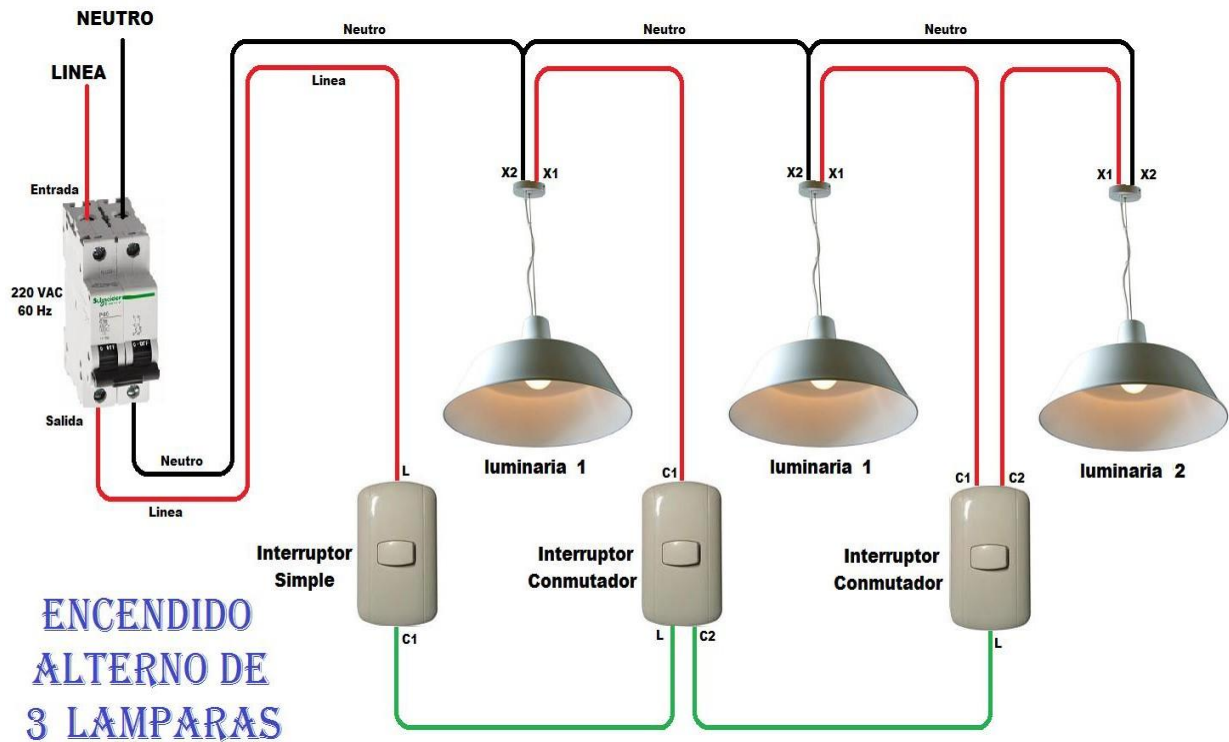 NEUTRO
LINEA
Neutro
Neutro
Neutro
Linea
Entrada
X2
X1
X2
X1
X1
X2
220 VAC
60 Hz
Schneider
Salida
Neutro
Linea
luminaria 1
luminaria 1
luminaria 2
L
C1
C1
C2
Interruptor
Simple
Interruptor
Conmutador
Interruptor
Conmutador
C1
L
C2
L
ENCENDIDO
ALTERNO DE
3 LAMPARAS